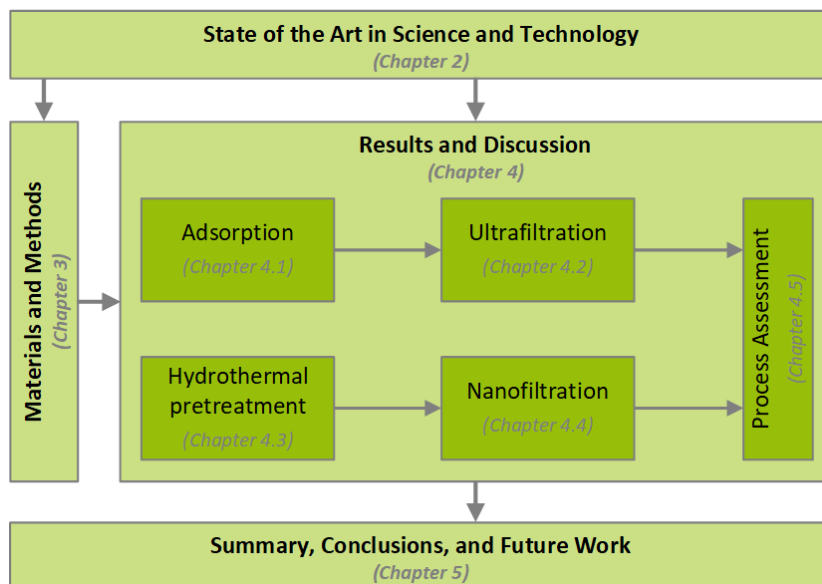 State of the Art in Science and Technology
(Chapter 2)
Materials and Methods
(Chapter 3)
Results and Discussion
(Chapter 4)
Adsorption
(Chapter 4.1)
Ultrafiltration
(Chapter 4.2)
Hydrothermal
pretreatment
(Chapter 4.3)
Nanofiltration
(Chapter 4.4)
Process Assessment
(Chapter 4.5)
Summary, Conclusions, and Future Work
(Chapter 5)